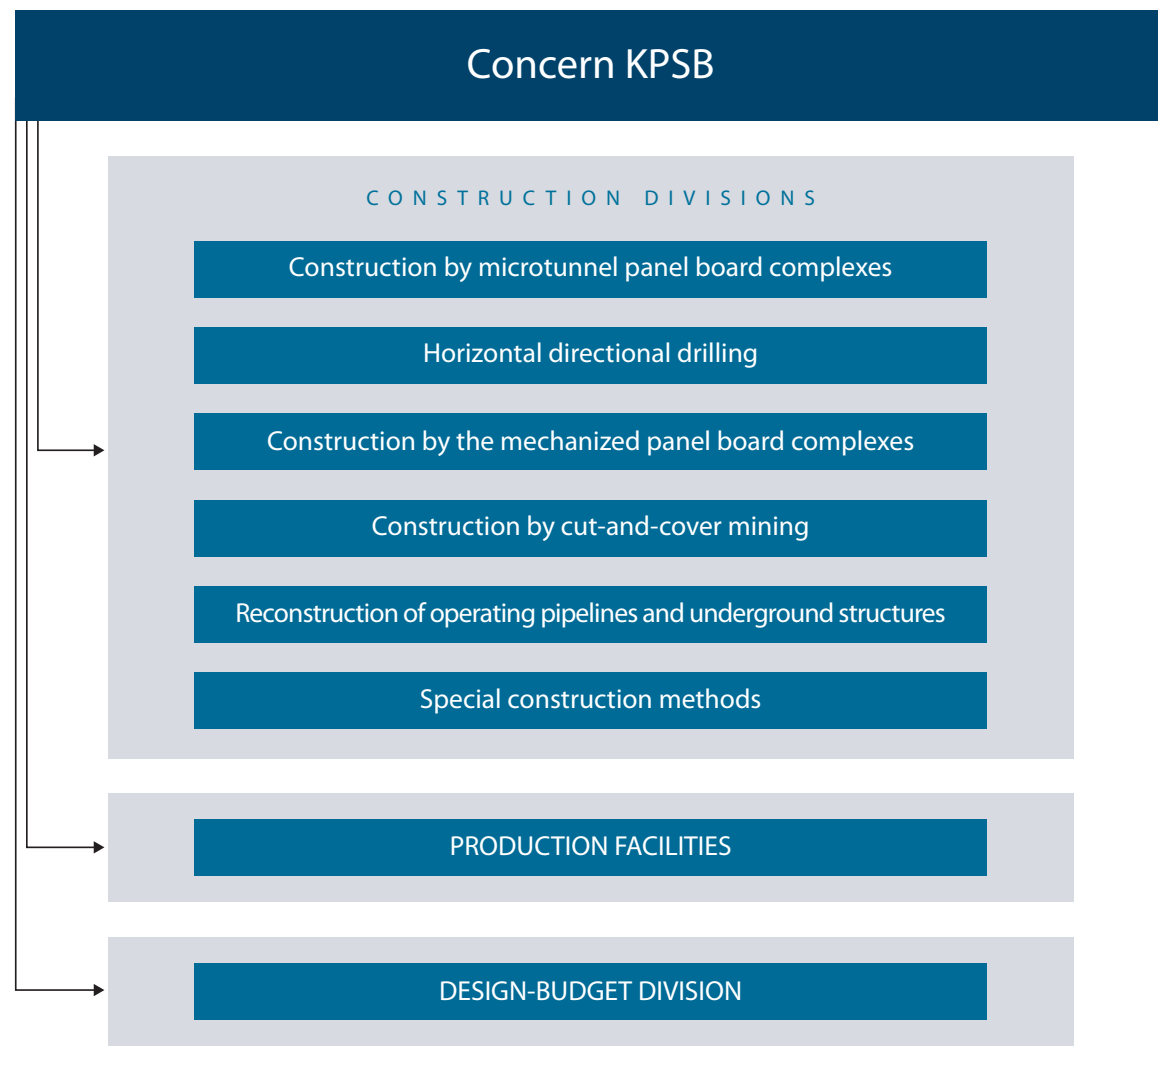 Concern KPSB
CONSTRUCTION DIVISIONS
Construction by microtunnel panel board complexes
Horizontal directional drilling
Construction by the mechanized panel board complexes
Construction by cut-and-cover mining
Reconstruction of operating pipelines and underground structures
Special construction methods
PRODUCTION FACILITIES
DESIGN-BUDGET DIVISION